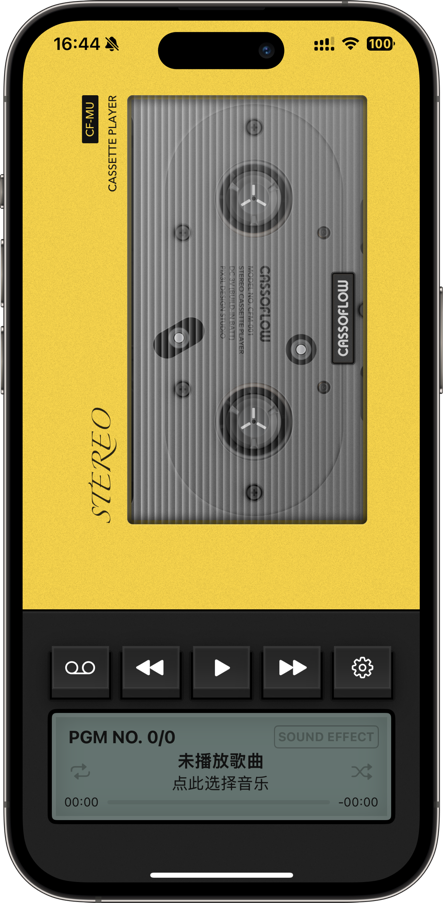 16:44
100
CF-MU
CASSETTE PLAYER
CASSOFLOW
CASSOFLOW
STEREO CASSETTE PLAYER
STEREO
PGM NO. 0/0
SOUND EFFECT
未播放歌曲
点此选择音乐
00:00
-00:00